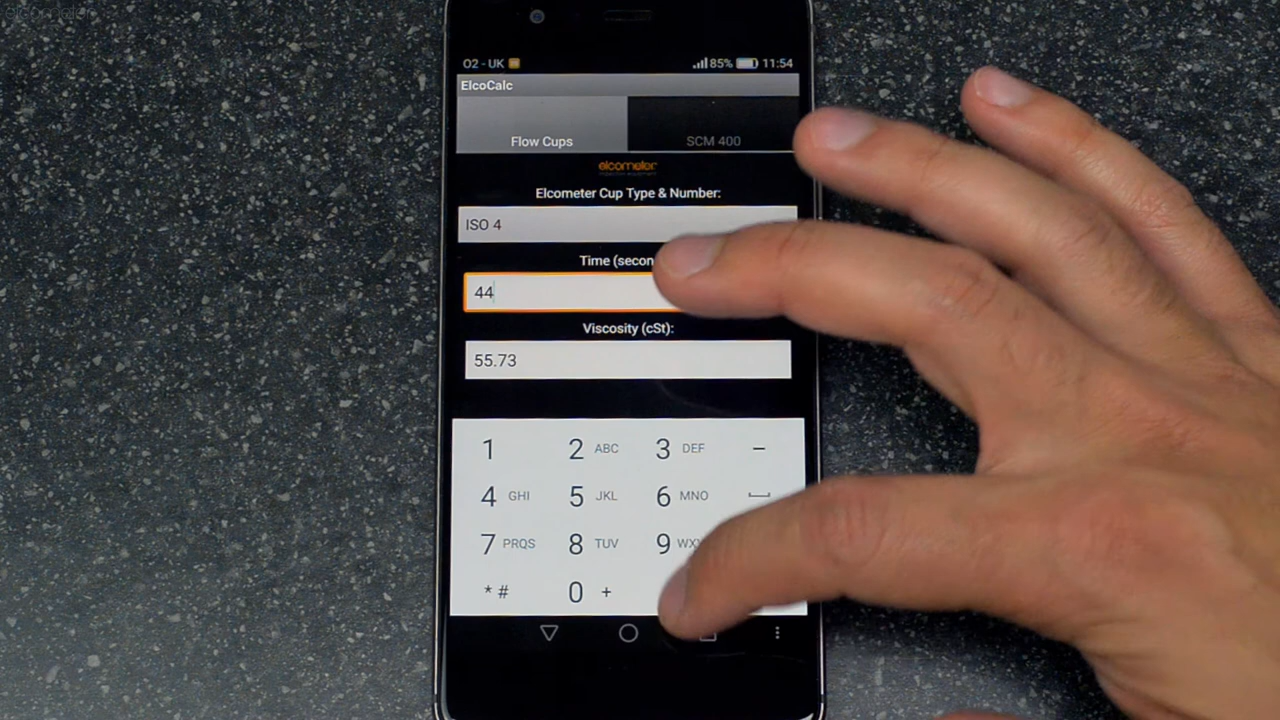 elcometer
O2 - UK 85% 11:54
ElcoCalc
Flow Cups SCM 400
elcometer
Elcometer Cup Type & Number:
ISO 4
Time (secon
44
Viscosity (cSt):
55.73
1 2 ABC 3 DEF –
4 GHI 5 JKL 6 MNO
7 PRQS 8 TUV 9 WX
* # 0 +